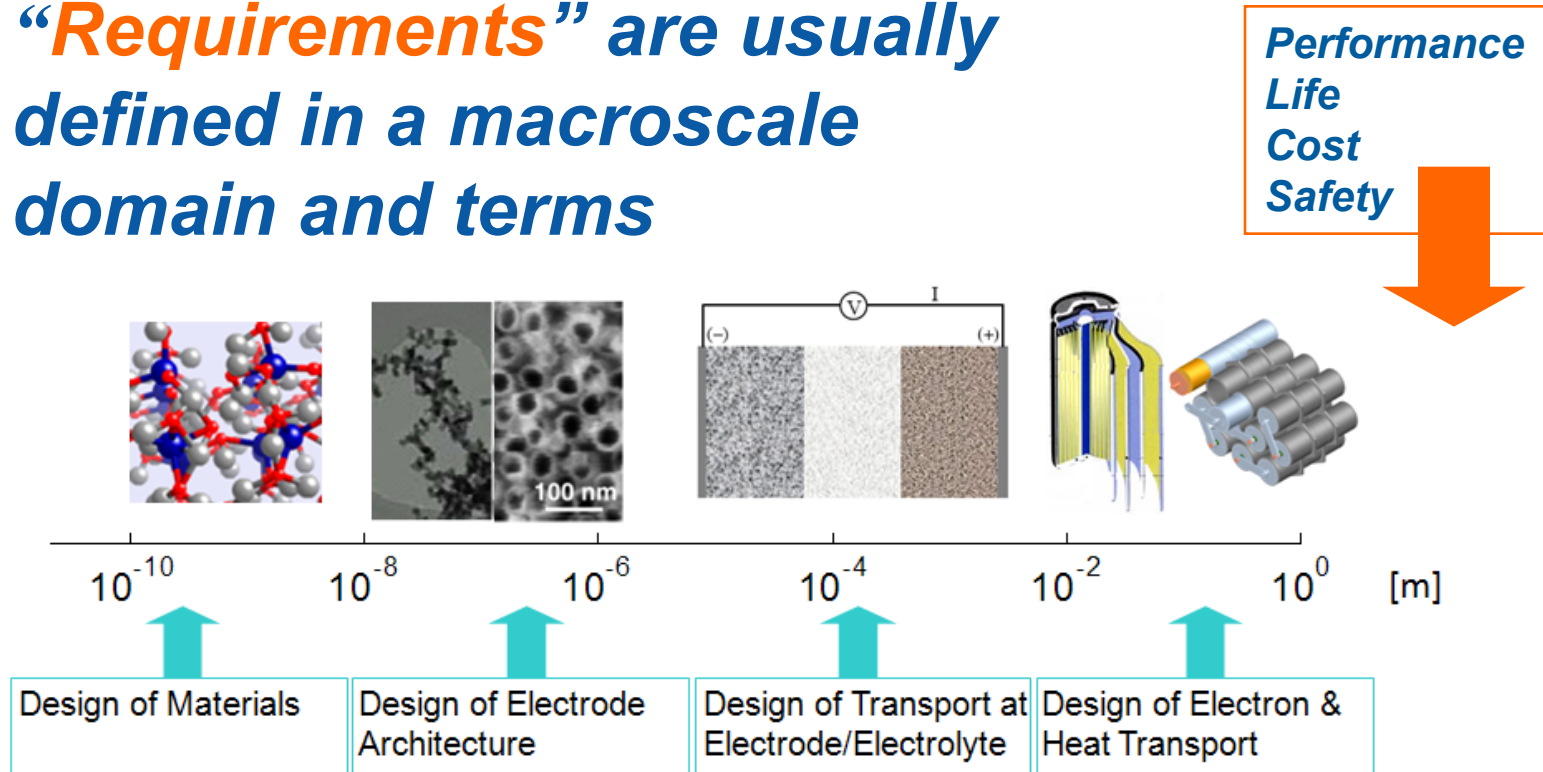 “Requirements” are usually
defined in a macroscale
domain and terms
Performance
Life
Cost
Safety
V
I
(−)
(+)
100 nm
10^-10
10^-8
10^-6
10^-4
10^-2
10^0
[m]
Design of Materials
Design of Electrode
Architecture
Design of Transport at
Electrode/Electrolyte
Design of Electron &
Heat Transport